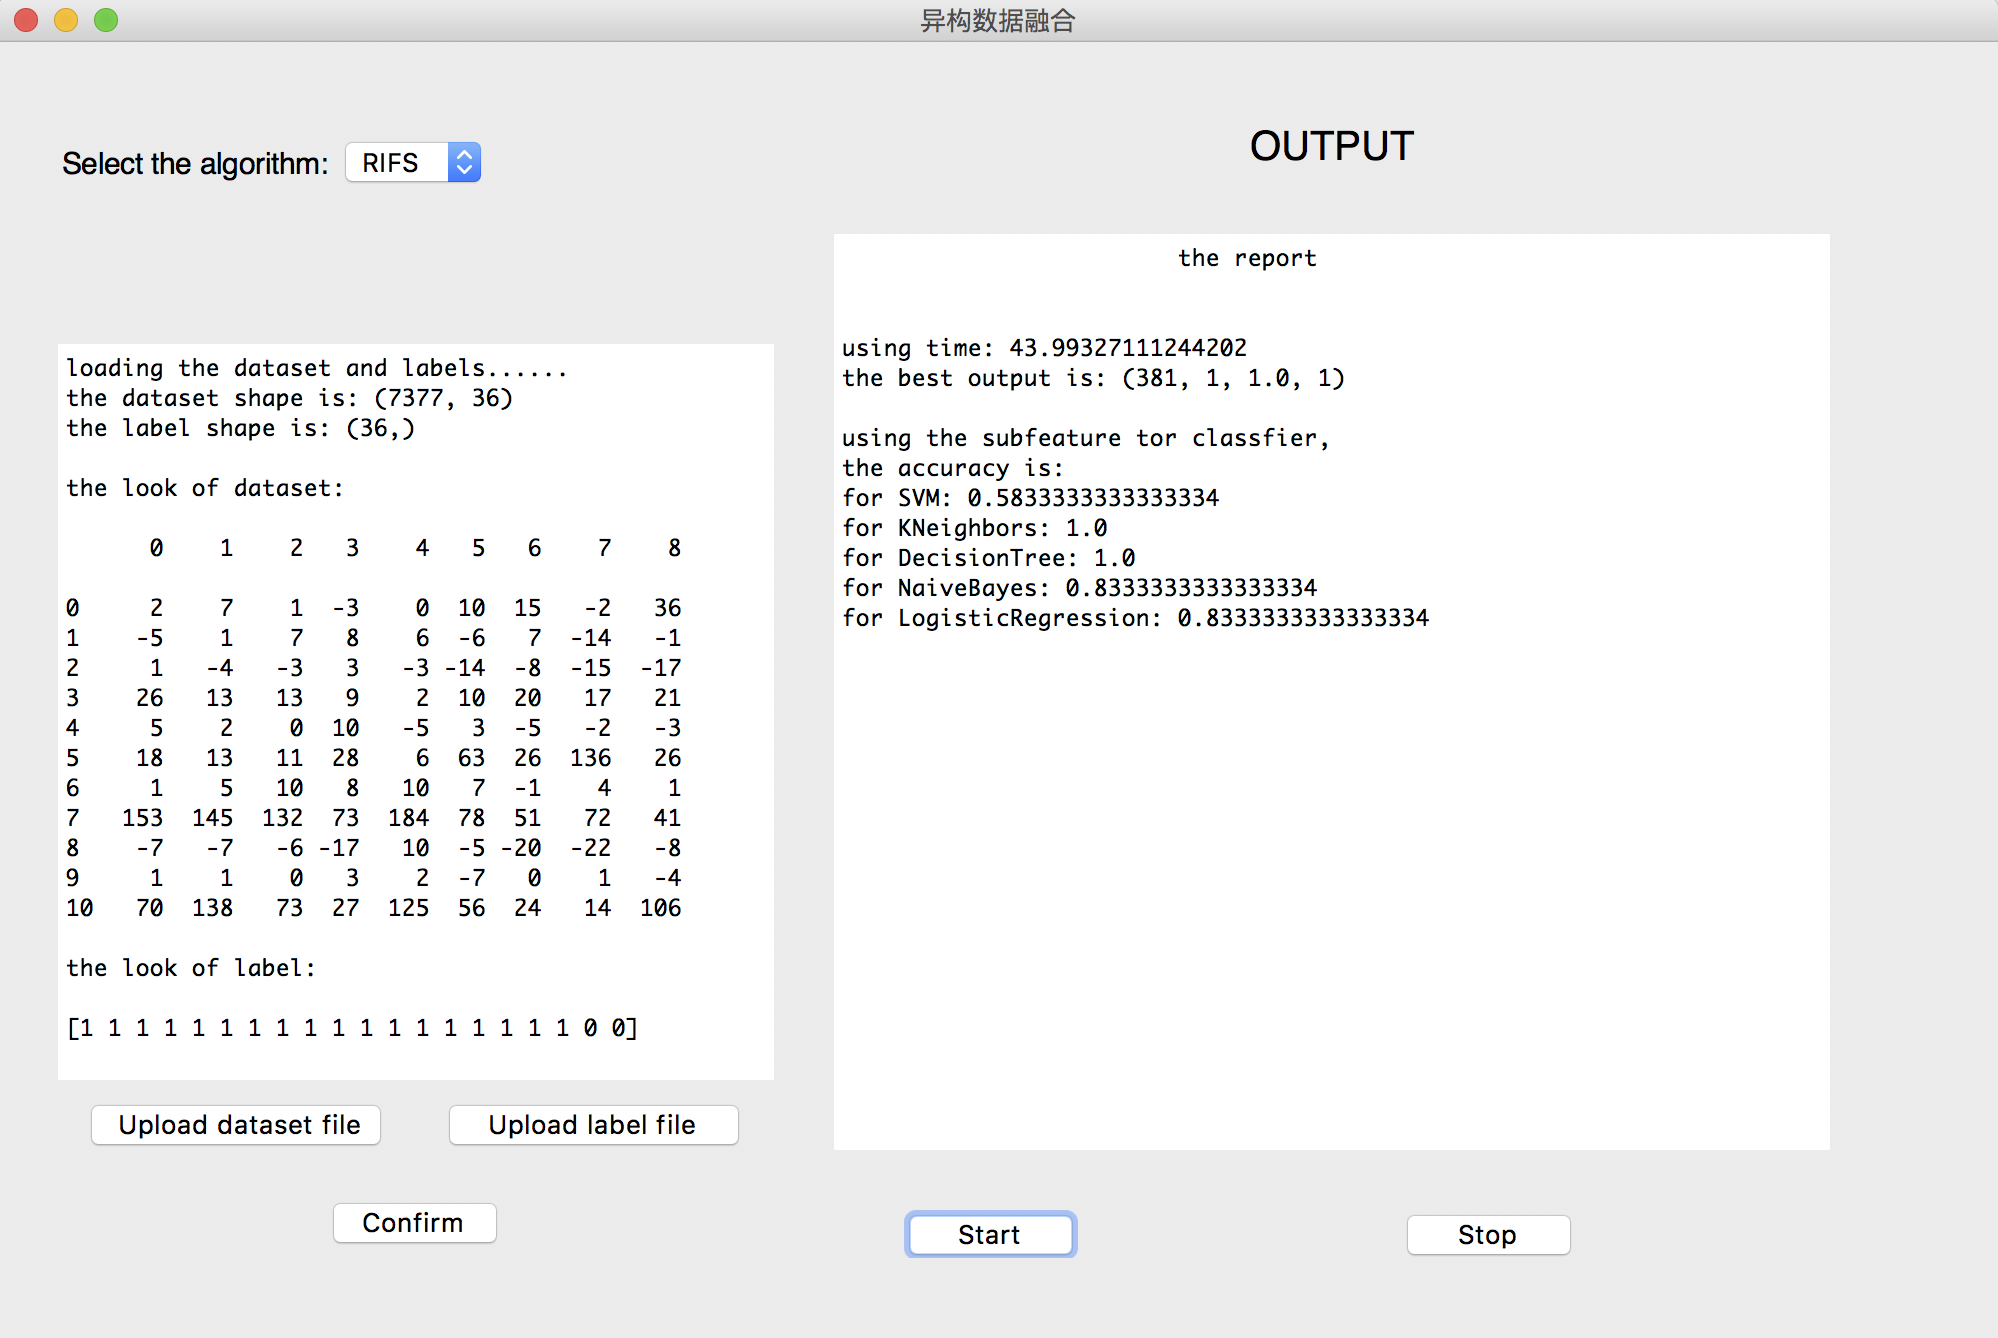 异构数据融合
Select the algorithm: RIFS
OUTPUT
loading the dataset and labels......
the dataset shape is: (7377, 36)
the label shape is: (36,)
the look of dataset:
0 1 2 3 4 5 6 7 8
0 2 7 1 -3 0 10 15 -2 36
1 -5 1 7 8 6 -6 7 -14 -1
2 1 -4 -3 3 -3 -14 -8 -15 -17
3 26 13 13 9 2 10 20 17 21
4 5 2 0 10 -5 3 -5 -2 -3
5 18 13 11 28 6 63 26 136 26
6 1 5 10 8 10 7 -1 4 1
7 153 145 132 73 184 78 51 72 41
8 -7 -7 -6 -17 10 -5 -20 -22 -8
9 1 1 0 3 2 -7 0 1 -4
10 70 138 73 27 125 56 24 14 106
the look of label:
[1 1 1 1 1 1 1 1 1 1 1 1 1 1 1 1 1 1 0 0]
Upload dataset file
Upload label file
Confirm
the report
using time: 43.99327111244202
the best output is: (381, 1, 1.0, 1)
using the subfeature tor classfier,
the accuracy is:
for SVM: 0.5833333333333334
for KNeighbors: 1.0
for DecisionTree: 1.0
for NaiveBayes: 0.8333333333333334
for LogisticRegression: 0.8333333333333334
Start
Stop